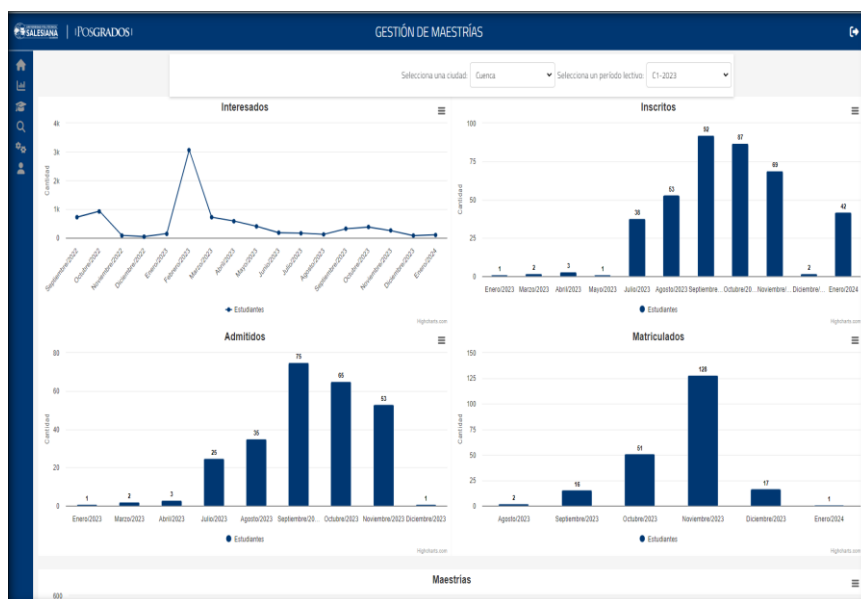 SALESIANA | POSGRADOS
GESTIÓN DE MAESTRÍAS
Selecciona una ciudad: Cuenca Selecciona un período lectivo: C1-2023
Interesados
4k
3k
2k
1k
0
Cantidad
Septiembre/2022 Octubre/2022 Noviembre/2022 Diciembre/2022 Enero/2023 Febrero/2023 Marzo/2023 Abril/2023 Mayo/2023 Junio/2023 Julio/2023 Agosto/2023 Septiembre/2023 Octubre/2023 Noviembre/2023 Diciembre/2023 Enero/2024
Estudiantes
Highcharts.com
Inscritos
100
75
50
25
0
Cantidad
1 2 3 1 38 53 92 87 69 2 42
Enero/2023 Marzo/2023 Abril/2023 Mayo/2023 Julio/2023 Agosto/2023 Septiembre... Octubre/20... Noviembre/... Diciembre/... Enero/2024
Estudiantes
Highcharts.com
Admitidos
80
60
40
20
0
Cantidad
1 2 3 25 35 75 65 53 1
Enero/2023 Marzo/2023 Abril/2023 Julio/2023 Agosto/2023 Septiembre/20... Octubre/2023 Noviembre/2023 Diciembre/2023
Estudiantes
Highcharts.com
Matriculados
150
125
100
75
50
25
0
Cantidad
2 16 51 128 17 1
Agosto/2023 Septiembre/2023 Octubre/2023 Noviembre/2023 Diciembre/2023 Enero/2024
Estudiantes
Highcharts.com
Maestrias
600